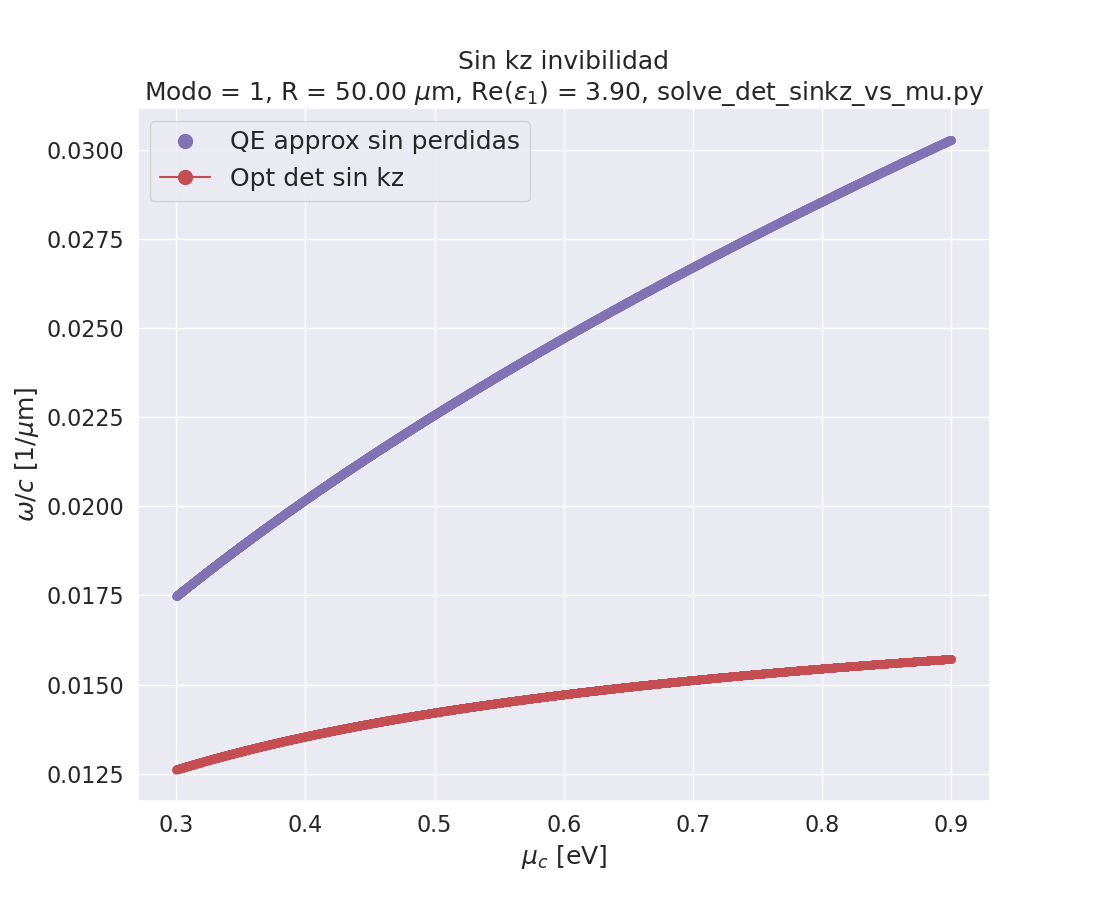 Sin kz invibilidad
Modo = 1, R = 50.00 μm, Re(ε₁) = 3.90, solve_det_sinkz_vs_mu.py
QE approx sin perdidas
Opt det sin kz
0.0300
0.0275
0.0250
0.0225
0.0200
0.0175
0.0150
0.0125
ω/c [1/μm]
0.3 0.4 0.5 0.6 0.7 0.8 0.9
μ_c [eV]